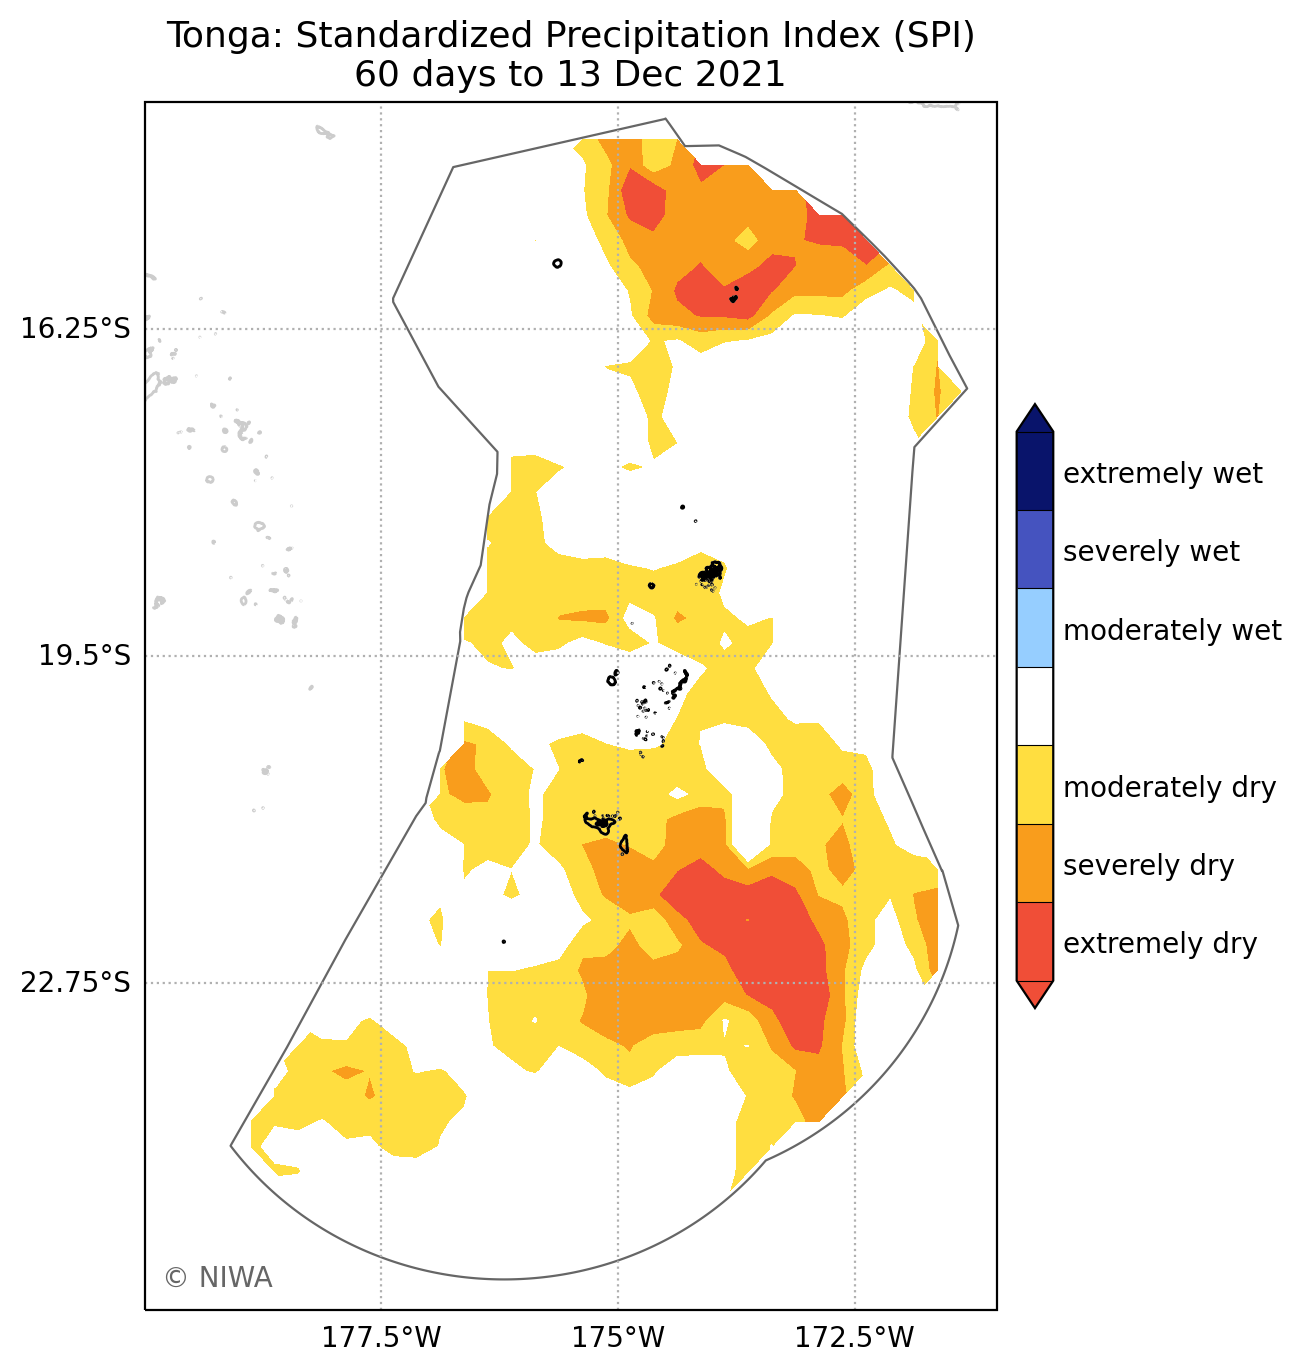 Tonga: Standardized Precipitation Index (SPI)
60 days to 13 Dec 2021
16.25°S
19.5°S
22.75°S
177.5°W
175°W
172.5°W
extremely wet
severely wet
moderately wet
moderately dry
severely dry
extremely dry
© NIWA